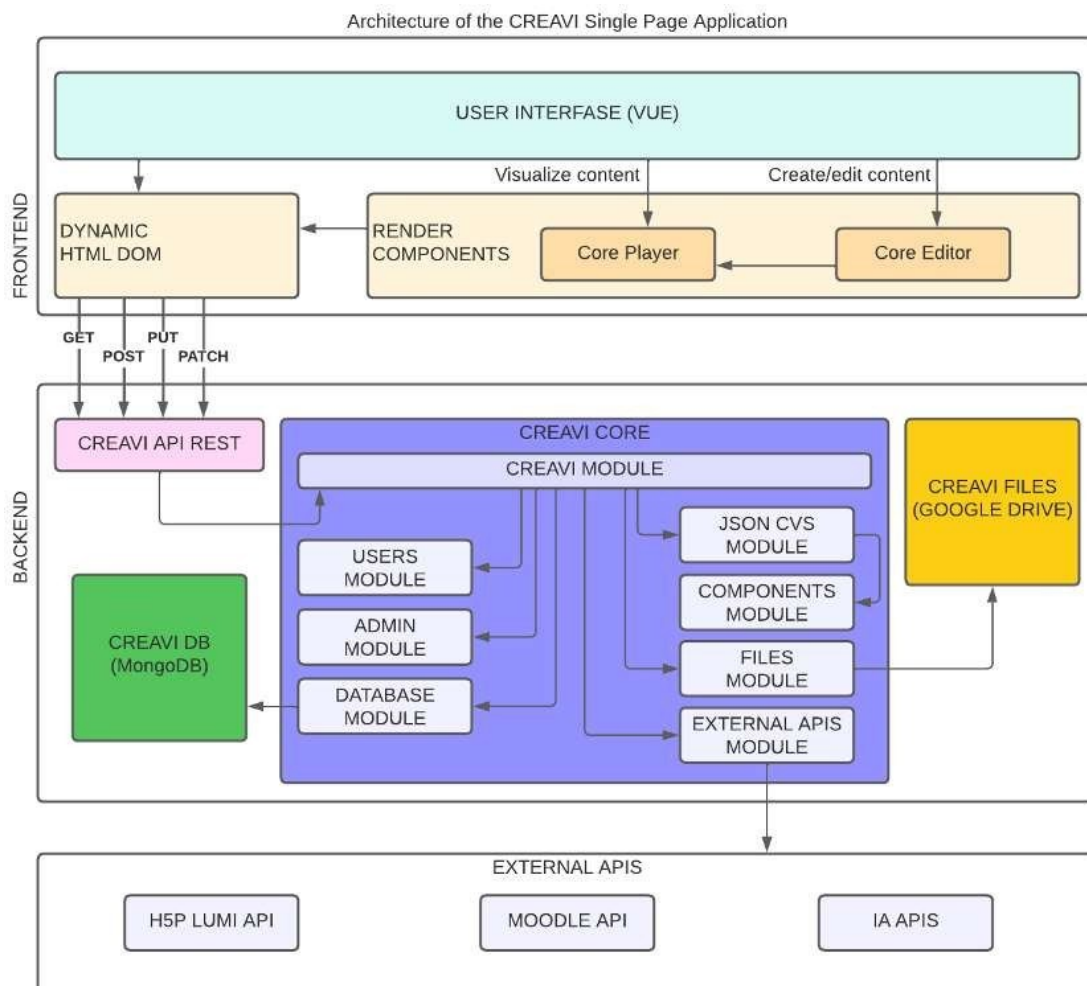 Architecture of the CREAVI Single Page Application
FRONTEND
USER INTERFASE (VUE)
Visualize content
Create/edit content
DYNAMIC
HTML DOM
RENDER
COMPONENTS
Core Player
Core Editor
GET
POST
PUT
PATCH
BACKEND
CREAVI API REST
CREAVI CORE
CREAVI MODULE
USERS
MODULE
ADMIN
MODULE
DATABASE
MODULE
JSON CVS
MODULE
COMPONENTS
MODULE
FILES
MODULE
EXTERNAL APIS
MODULE
CREAVI FILES
(GOOGLE DRIVE)
CREAVI DB
(MongoDB)
EXTERNAL APIS
H5P LUMI API
MOODLE API
IA APIS